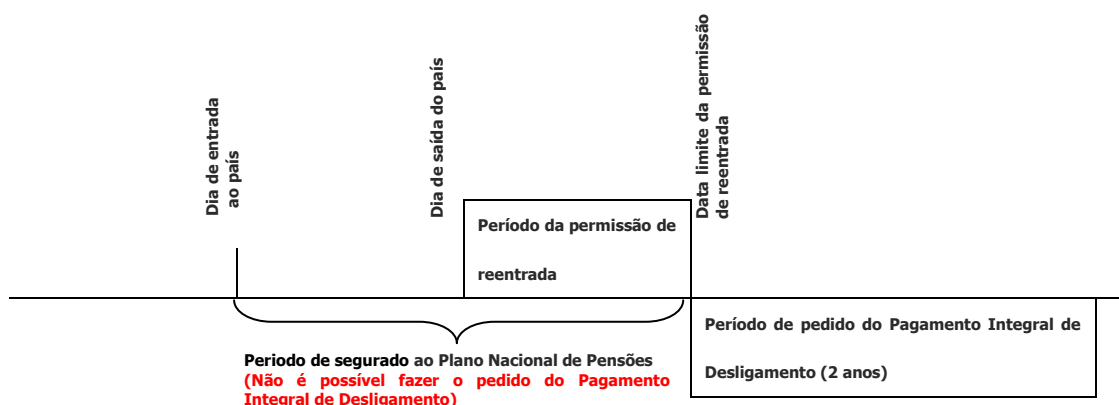 Dia de entrada
ao país
Dia de saída do país
Data limite da permissão
de reentrada
Período da permissão de
reentrada
Periodo de segurado ao Plano Nacional de Pensões
(Não é possível fazer o pedido do Pagamento
Integral de Desligamento)
Período de pedido do Pagamento Integral de
Desligamento (2 anos)